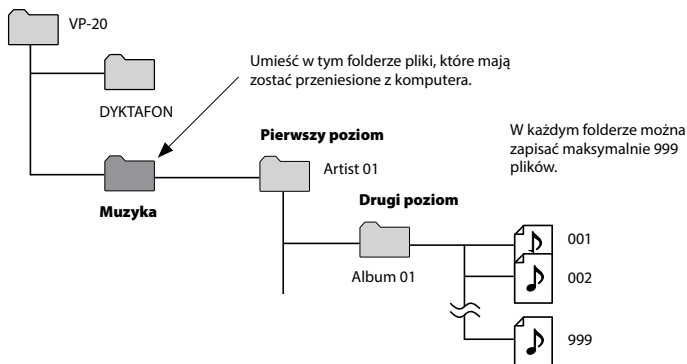 VP-20
Umieść w tym folderze pliki, które mają
zostać przeniesione z komputera.
DYKTAFON
Pierwszy poziom
W każdym folderze można
zapisać maksymalnie 999
plików.
Artist 01
Muzyka
Drugi poziom
Album 01
001
002
999